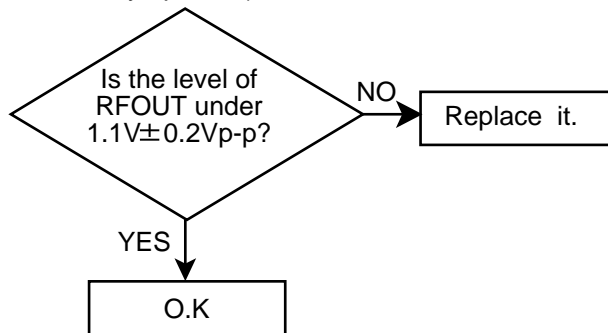 Is the level of
RFOUT under
1.1V±0.2Vp-p?
NO
Replace it.
YES
O.K